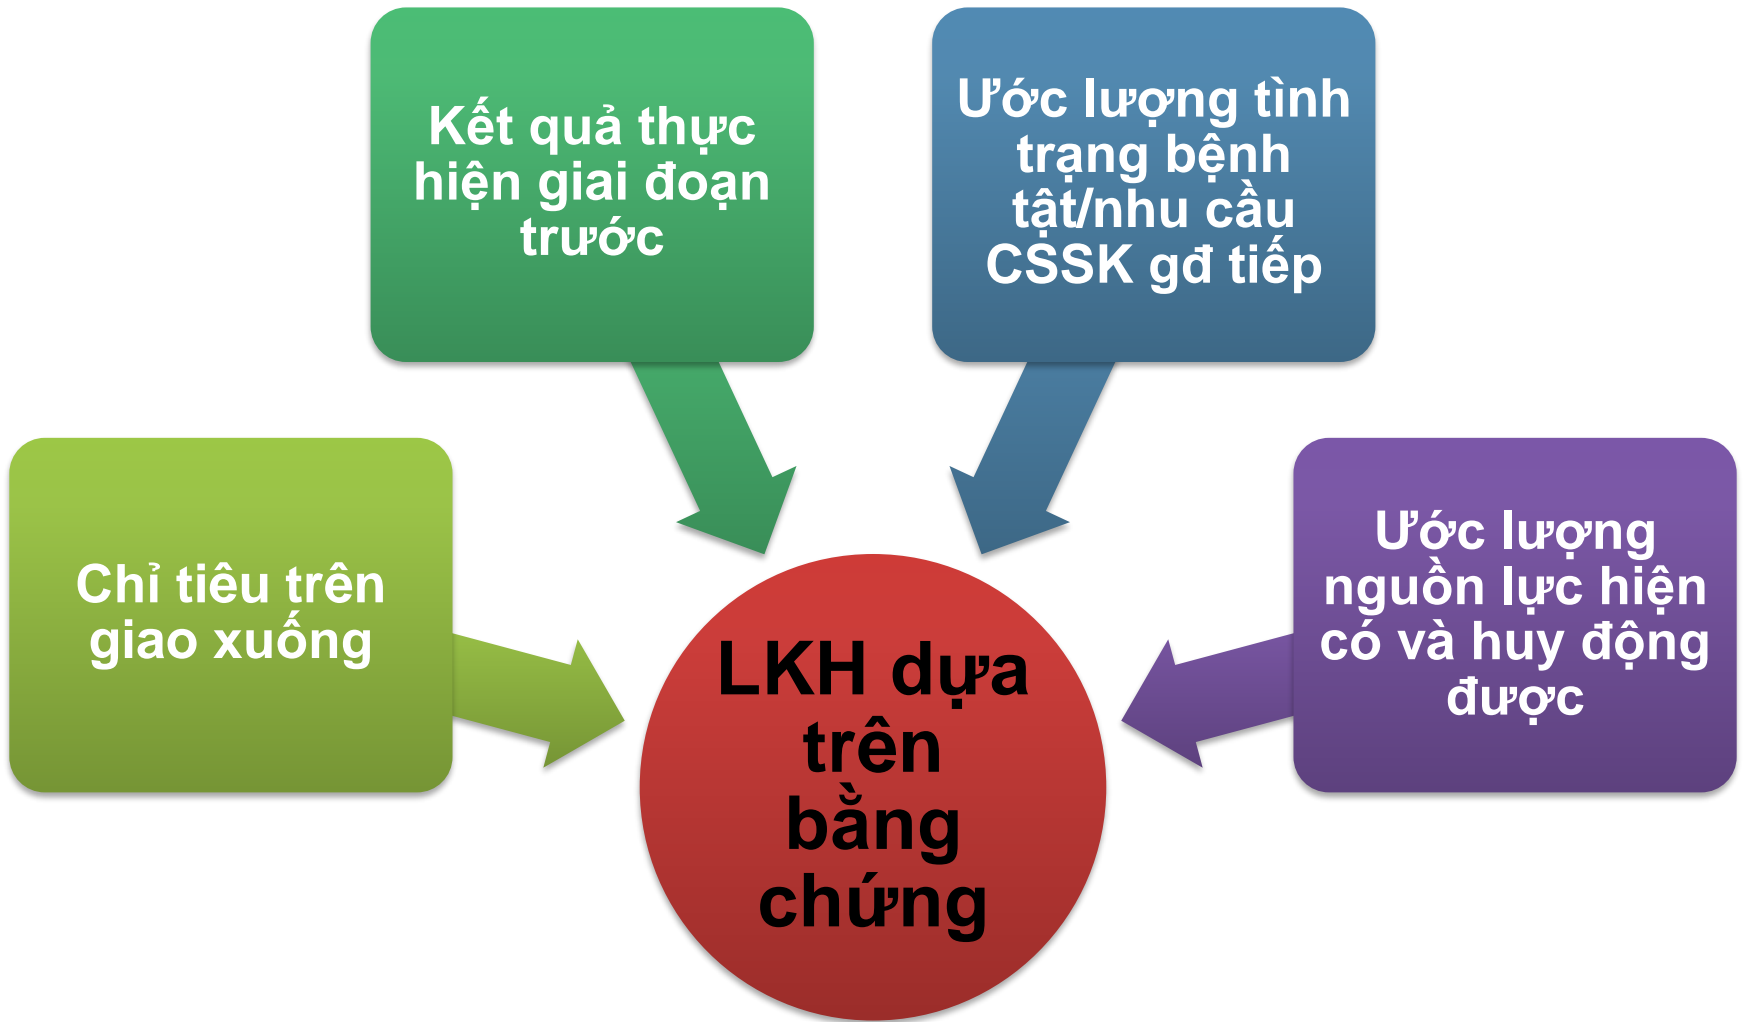 Kết quả thực
hiện giai đoạn
trước
Ước lượng tình
trạng bệnh
tật/nhu cầu
CSSK gđ tiếp
Chỉ tiêu trên
giao xuống
Ước lượng
nguồn lực hiện
có và huy động
được
LKH dựa
trên
bằng
chứng